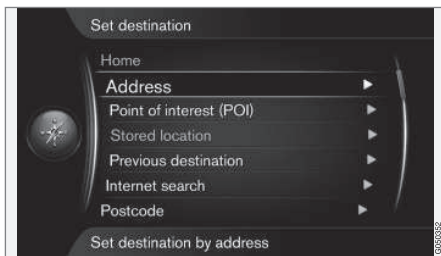 Set destination
Home
Address
Point of interest (POI)
Stored location
Previous destination
Internet search
Postcode
Set destination by address
G050352